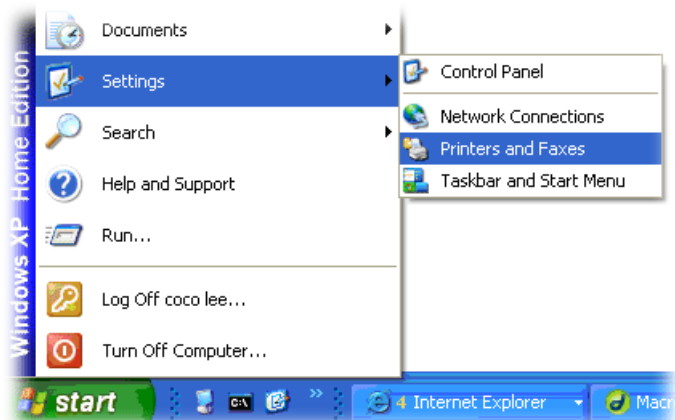 Windows XP Home Edition
Documents
Settings
Search
Help and Support
Run...
Log Off coco lee...
Turn Off Computer...
Control Panel
Network Connections
Printers and Faxes
Taskbar and Start Menu
start
C:\
»
4 Internet Explorer
Macr